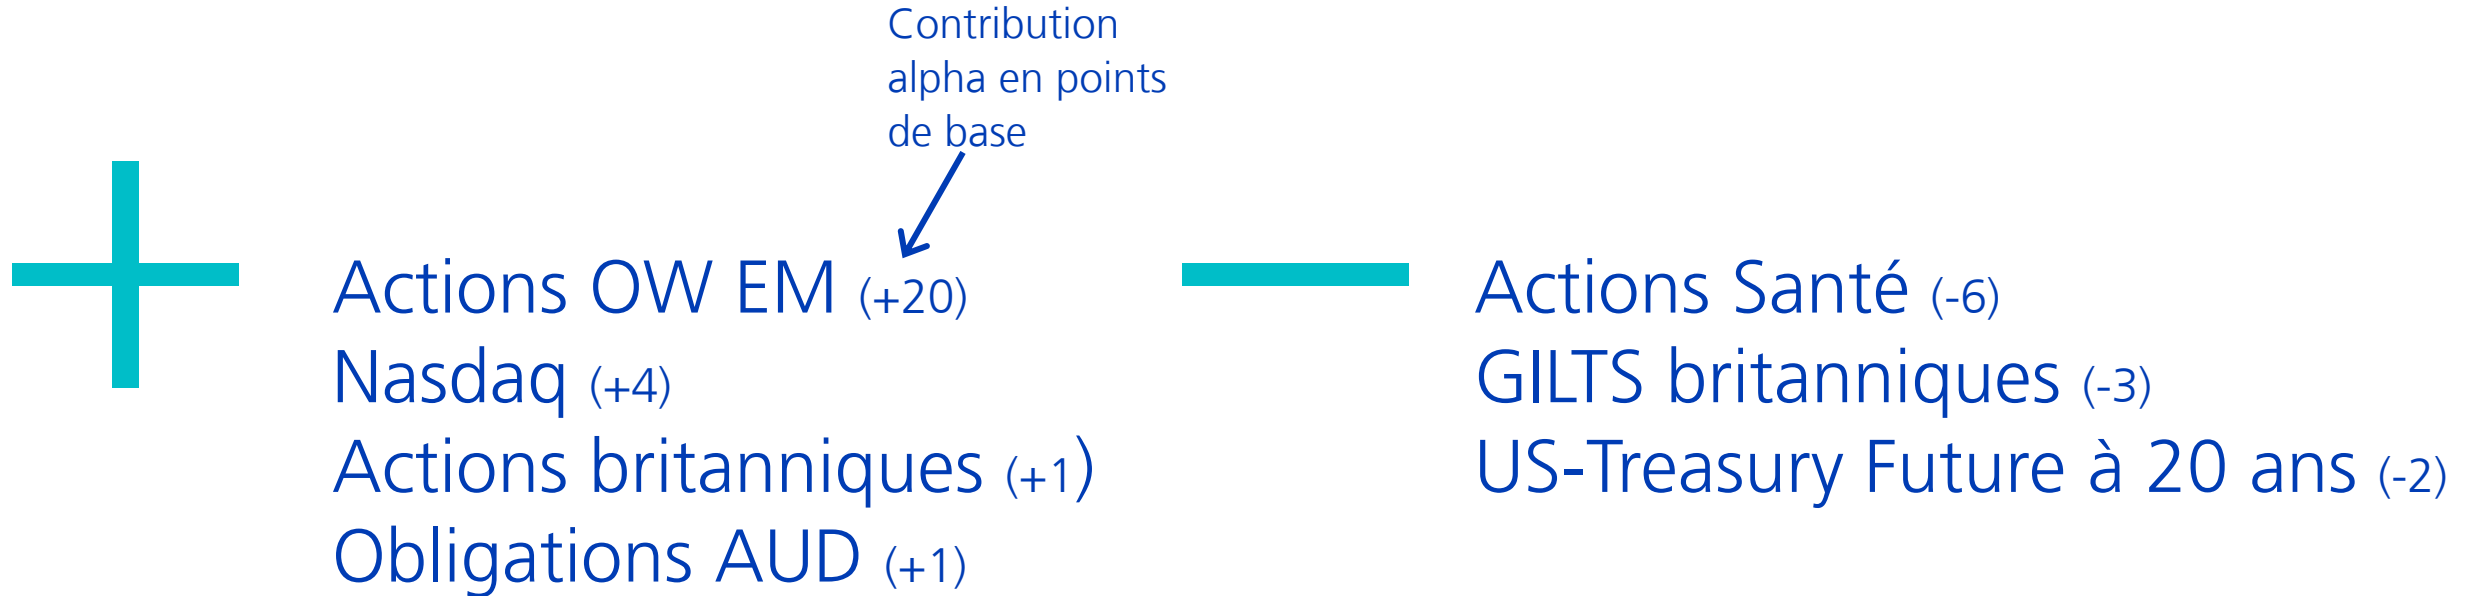 Contribution
alpha en points
de base
Actions OW EM (+20)
Nasdaq (+4)
Actions britanniques (+1)
Obligations AUD (+1)
Actions Santé (-6)
GILTS britanniques (-3)
US-Treasury Future à 20 ans (-2)